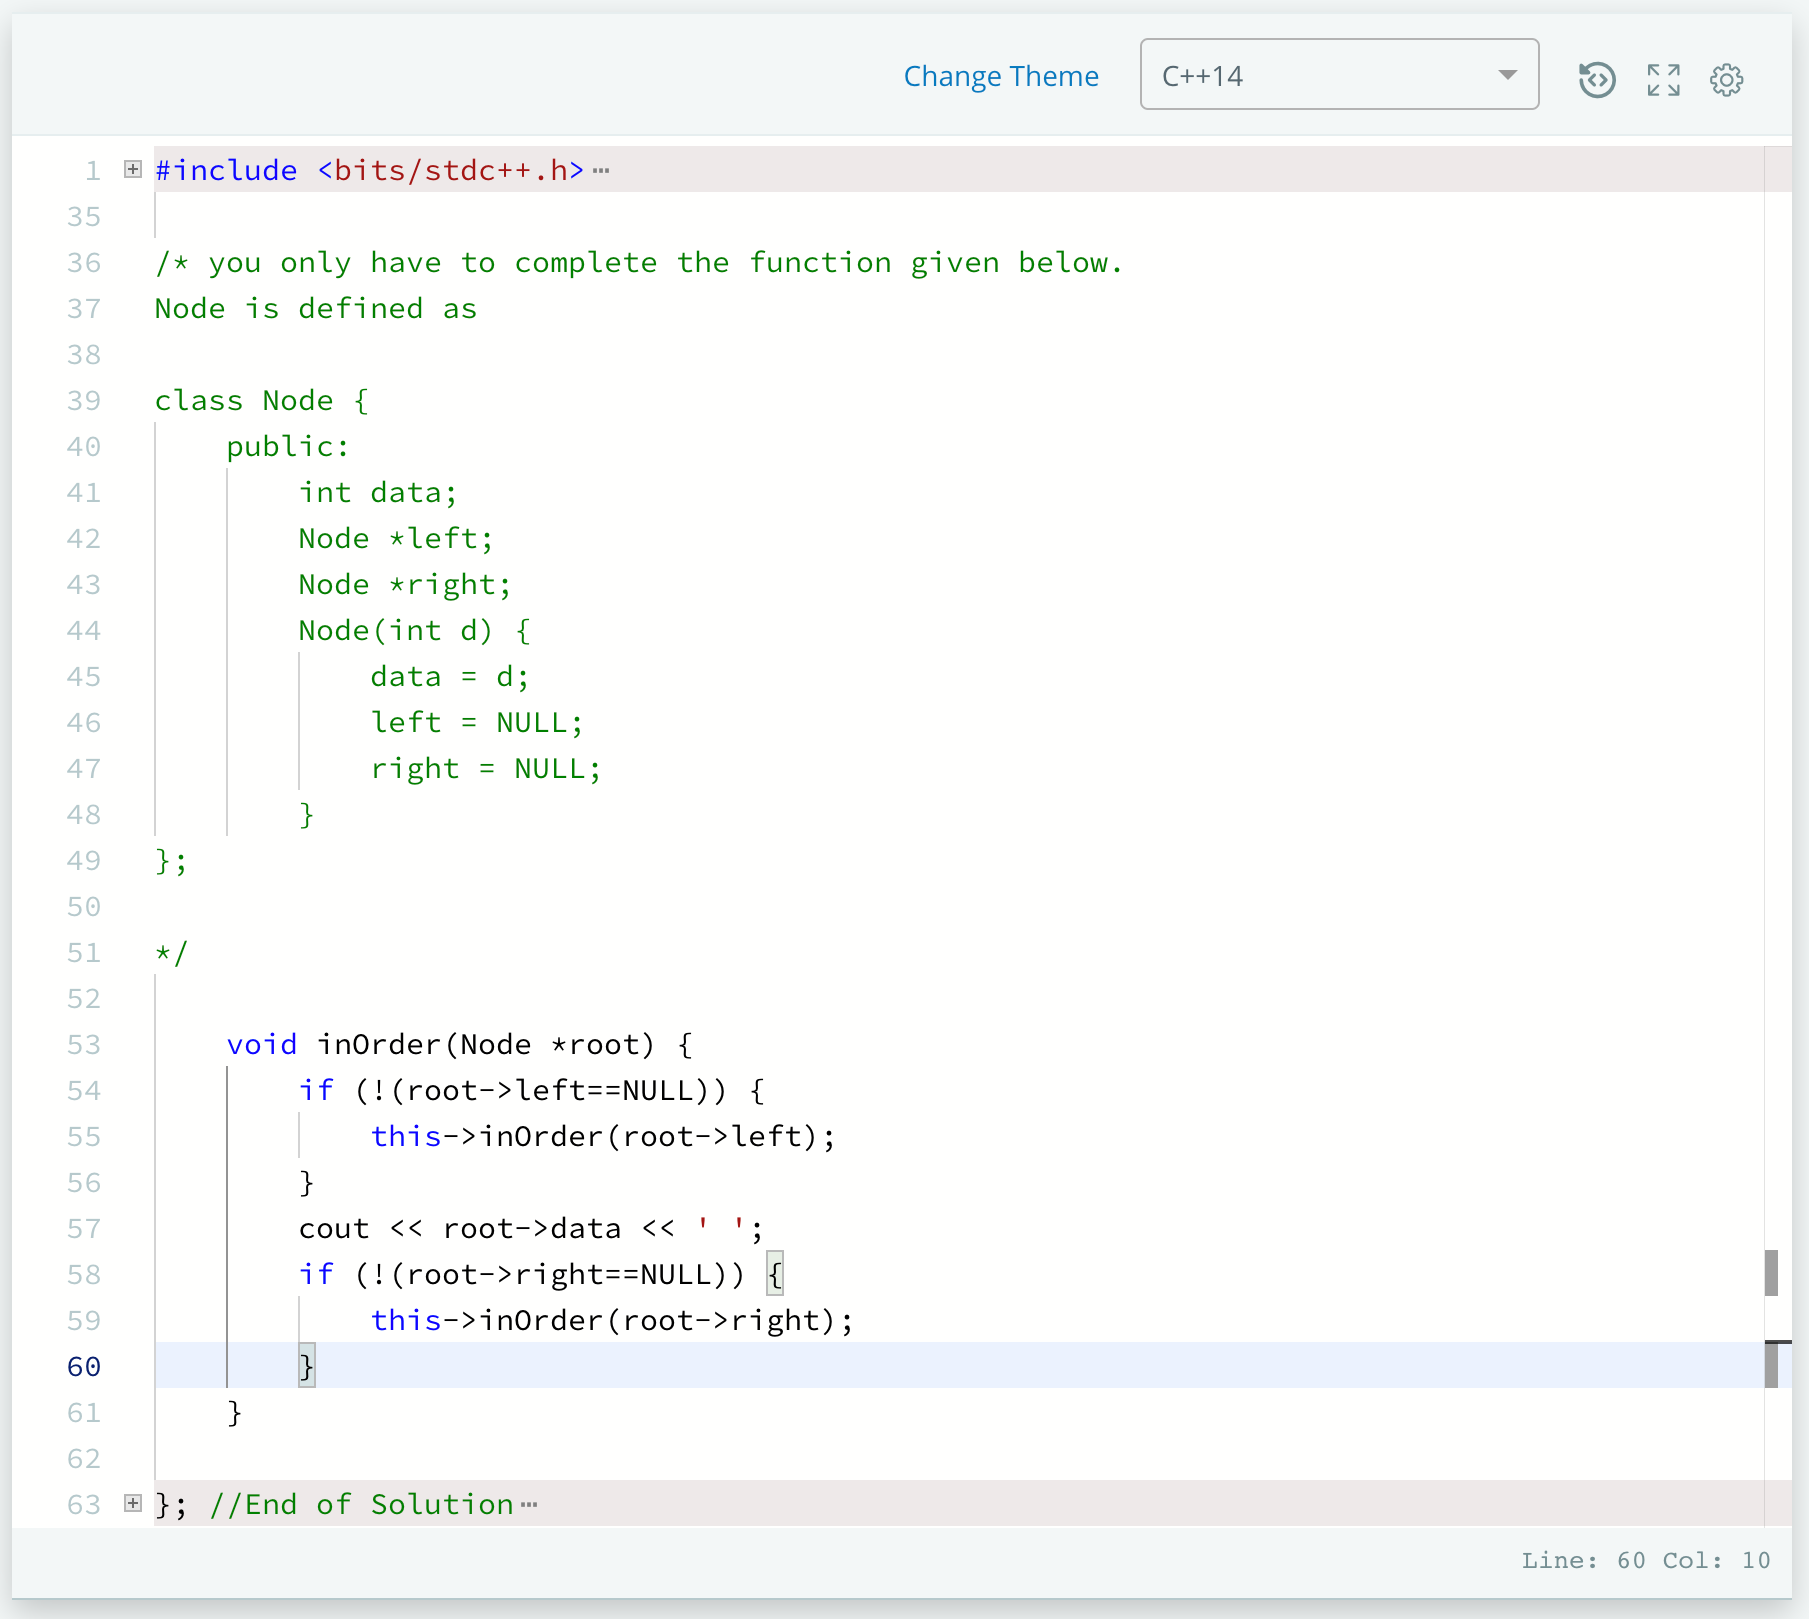 Change Theme C++14
1 #include <bits/stdc++.h>
35
36 /* you only have to complete the function given below.
37 Node is defined as
38
39 class Node {
40     public:
41         int data;
42         Node *left;
43         Node *right;
44         Node(int d) {
45             data = d;
46             left = NULL;
47             right = NULL;
48         }
49 };
50
51 */
52
53     void inOrder(Node *root) {
54         if (!(root->left==NULL)) {
55             this->inOrder(root->left);
56         }
57         cout << root->data << ' ';
58         if (!(root->right==NULL)) {
59             this->inOrder(root->right);
60         }
61     }
62
63 }; //End of Solution
Line: 60 Col: 10